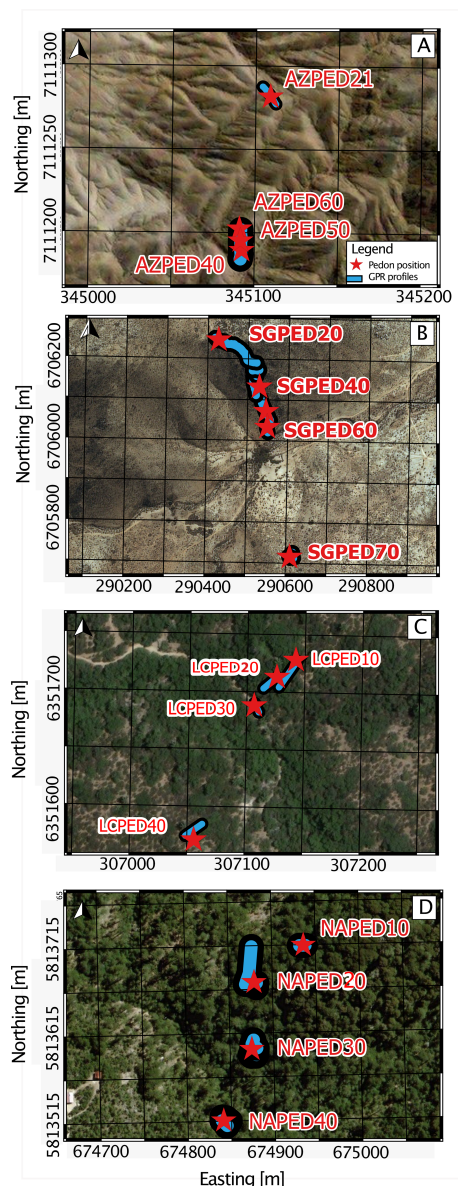 A
Northing [m]
7111300
7111250
7111200
AZPED21
AZPED60
AZPED50
AZPED40
Legend
Pedon position
GPR profiles
345000
345100
345200
B
Northing [m]
6706200
6706000
6705800
SGPED20
SGPED40
SGPED60
SGPED70
290200
290400
290600
290800
C
Northing [m]
6351700
6351600
LCPED10
LCPED20
LCPED30
LCPED40
307000
307100
307200
D
Northing [m]
65
5813715
5813615
5813515
NAPED10
NAPED20
NAPED30
NAPED40
674700
674800
674900
675000
Easting [m]